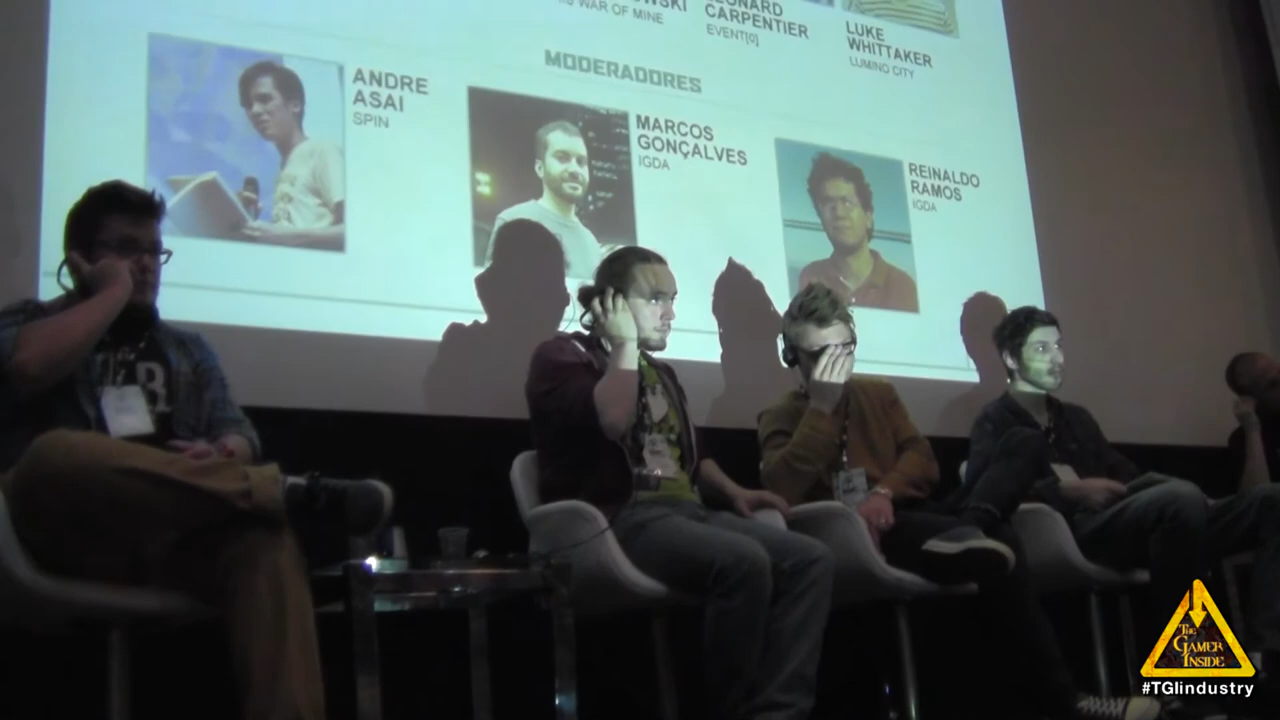 WAR OF MINE
CARPENTIER
EVENT[0]
LUKE
WHITTAKER
LUMINO CITY
MODERADORES
ANDRE
ASAI
SPIN
MARCOS
GONÇALVES
IGDA
REINALDO
RAMOS
IGDA
THE
GAMER
INSIDE
#TGIindustry